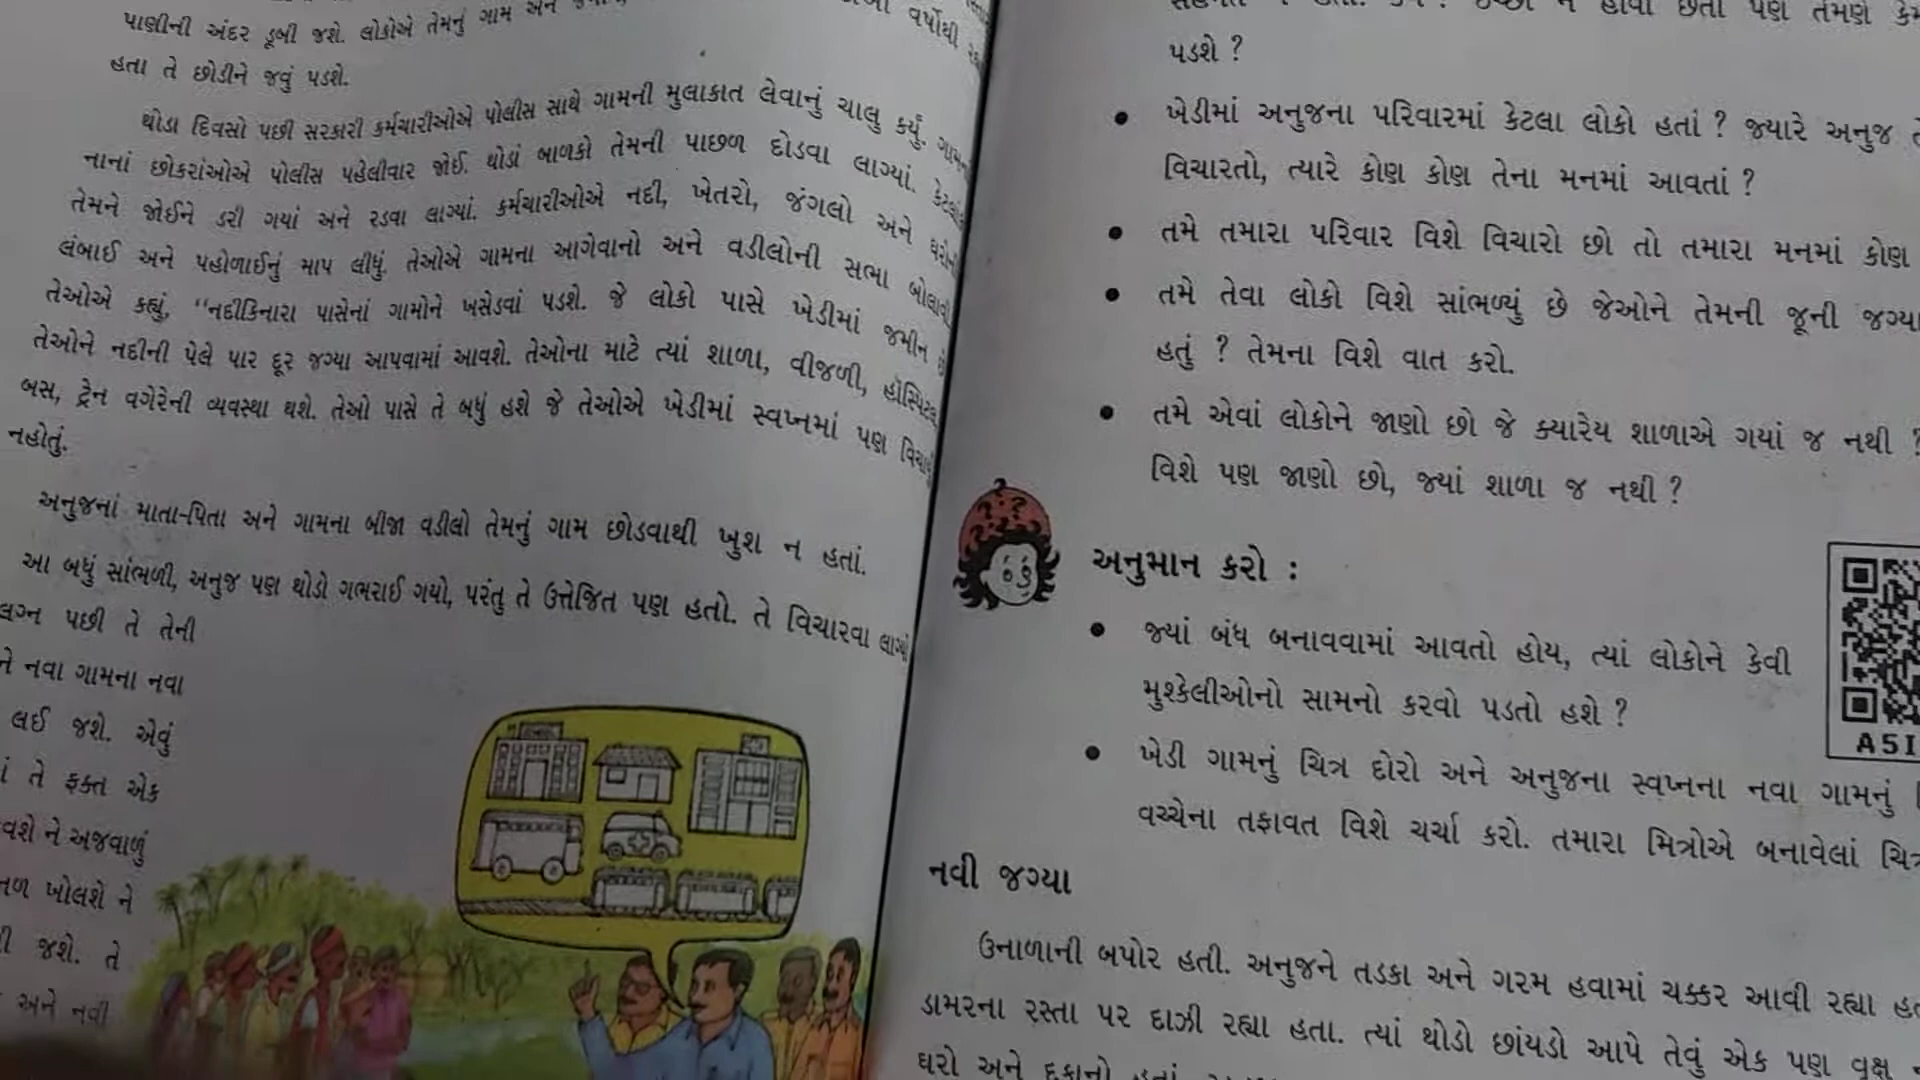 પાણીની અંદર ડૂબી જશે. લોકોએ તેમનું ગામ અને
વર્ષોથી
હતા તે છોડીને જવું પડશે.
થોડા દિવસો પછી સરકારી કર્મચારીઓએ પોલીસ સાથે ગામની મુલાકાત લેવાનું ચાલુ કર્યું.
નાનાં છોકરાંઓએ પોલીસ પહેલીવાર જોઈ. થોડાં બાળકો તેમની પાછળ દોડવા લાગ્યાં.
તેમને જોઈને ડરી ગયાં અને રડવા લાગ્યાં. કર્મચારીઓએ નદી, ખેતરો, જંગલો અને
લંબાઈ અને પહોળાઈનું માપ લીધું. તેઓએ ગામના આગેવાનો અને વડીલોની સભા
તેઓએ કહ્યું, “નદીકિનારા પાસેનાં ગામોને ખસેડવાં પડશે. જે લોકો પાસે ખેડીમાં જમીન
તેઓને નદીની પેલે પાર દૂર જગ્યા આપવામાં આવશે. તેઓના માટે ત્યાં શાળા, વીજળી, હૉસ્પિટલ
બસ, ટ્રેન વગેરેની વ્યવસ્થા થશે. તેઓ પાસે તે બધું હશે જે તેઓએ ખેડીમાં સ્વપ્નમાં પણ
નહોતું.
અનુજનાં માતા-પિતા અને ગામના બીજા વડીલો તેમનું ગામ છોડવાથી ખુશ ન હતાં.
આ બધું સાંભળી, અનુજ પણ થોડો ગભરાઈ ગયો, પરંતુ તે ઉત્તેજિત પણ હતો. તે વિચારવા
લગ્ન પછી તે તેની
નવા ગામના નવા
લઈ જશે. એવું
તે ફક્ત એક
ને અજવાળું
ખોલશે ને
જશે. તે
અને નવી
પડશે ?
• ખેડીમાં અનુજના પરિવારમાં કેટલા લોકો હતાં ? જ્યારે અનુજ
વિચારતો, ત્યારે કોણ કોણ તેના મનમાં આવતાં ?
• તમે તમારા પરિવાર વિશે વિચારો છો તો તમારા મનમાં કોણ
• તમે તેવા લોકો વિશે સાંભળ્યું છે જેઓને તેમની જૂની
હતું ? તેમના વિશે વાત કરો.
• તમે એવાં લોકોને જાણો છો જે ક્યારેય શાળાએ ગયાં જ નથી ?
વિશે પણ જાણો છો, જ્યાં શાળા જ નથી ?
અનુમાન કરો :
• જ્યાં બંધ બનાવવામાં આવતો હોય, ત્યાં લોકોને કેવી
મુશ્કેલીઓનો સામનો કરવો પડતો હશે ?
A5I
• ખેડી ગામનું ચિત્ર દોરો અને અનુજના સ્વપ્નના નવા ગામનું
વચ્ચેના તફાવત વિશે ચર્ચા કરો. તમારા મિત્રોએ બનાવેલાં
નવી જગ્યા
ઉનાળાની બપોર હતી. અનુજને તડકા અને ગરમ હવામાં ચક્કર આવી રહ્યા
ડામરના રસ્તા પર દાઝી રહ્યા હતા. ત્યાં થોડો છાંયડો આપે તેવું એક પણ વૃક્ષ
ઘરો અને દુકાનો હતાં.